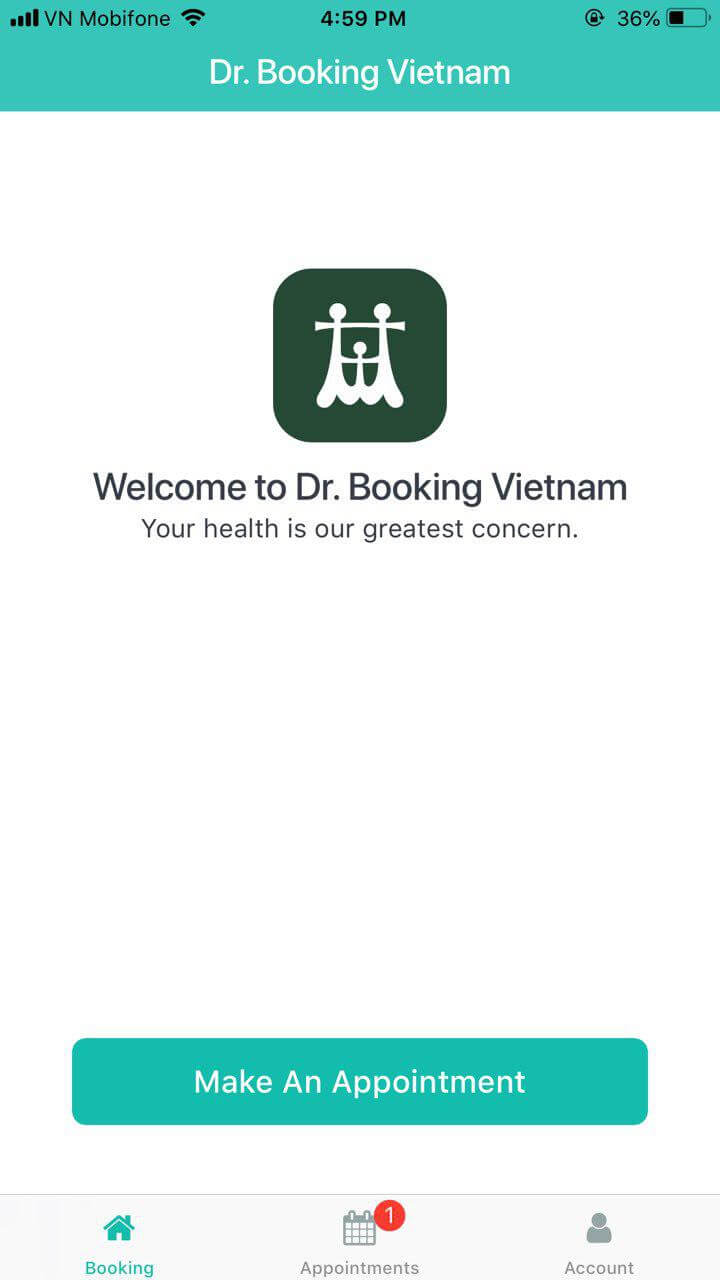 VN Mobifone 4:59 PM 36%
Dr. Booking Vietnam
Welcome to Dr. Booking Vietnam
Your health is our greatest concern.
Make An Appointment
1
Booking Appointments Account